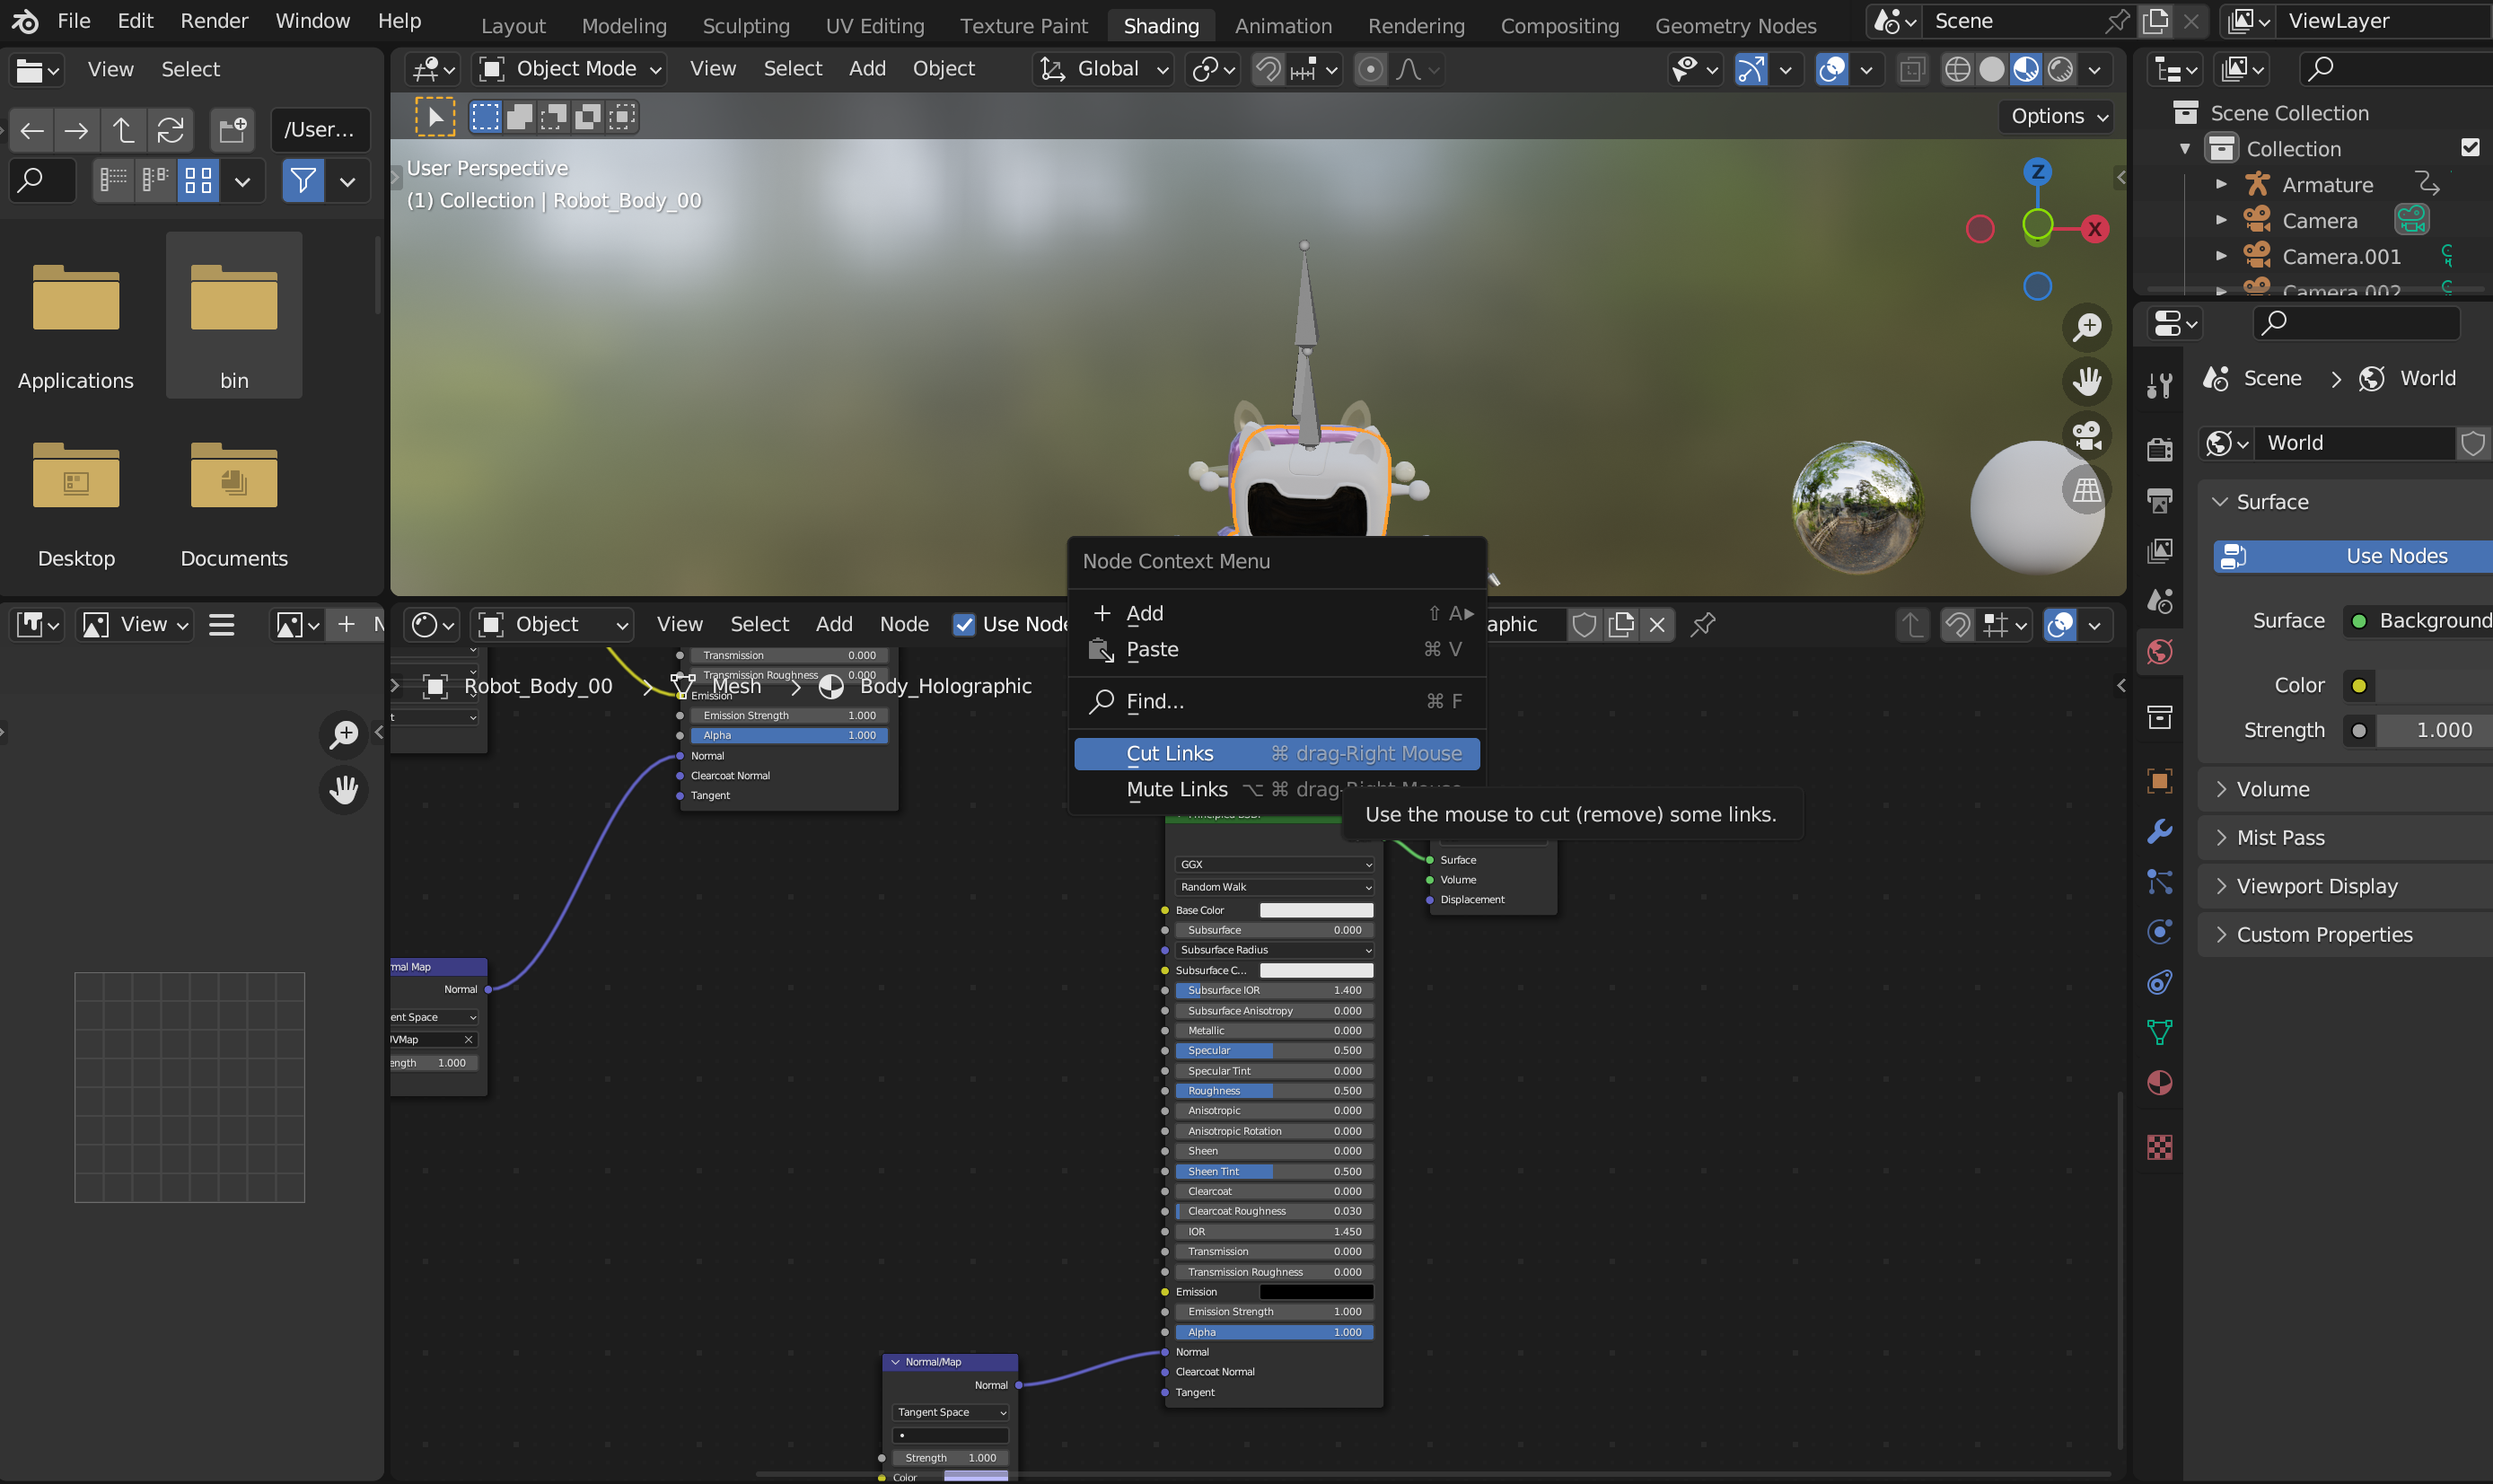 File Edit Render Window Help
Layout Modeling Sculpting UV Editing Texture Paint Shading Animation Rendering Compositing Geometry Nodes
Scene
ViewLayer
View Select
/User...
Applications
bin
Desktop
Documents
Object Mode View Select Add Object
Global
Options
User Perspective
(1) Collection | Robot_Body_00
Z
X
Scene Collection
Collection
Armature
Camera
Camera.001
Camera.002
Scene > World
World
Surface
Use Nodes
Surface Background
Color
Strength 1.000
Volume
Mist Pass
Viewport Display
Custom Properties
View
Object View Select Add Node Use Node
aphic
Robot_Body_00 > Mesh > Body_Holographic
Node Context Menu
Add ⇧ A
Paste ⌘ V
Find... ⌘ F
Cut Links ⌘ drag-Right Mouse
Mute Links ⌥ ⌘ drag-Right Mouse
Use the mouse to cut (remove) some links.
Transmission 0.000
Transmission Roughness 0.000
Emission
Emission Strength 1.000
Alpha 1.000
Normal
Clearcoat Normal
Tangent
mal Map
Normal
ent Space
UVMap
ength 1.000
Principled BSDF
GGX
Random Walk
Base Color
Subsurface 0.000
Subsurface Radius
Subsurface C...
Subsurface IOR 1.400
Subsurface Anisotropy 0.000
Metallic 0.000
Specular 0.500
Specular Tint 0.000
Roughness 0.500
Anisotropic 0.000
Anisotropic Rotation 0.000
Sheen 0.000
Sheen Tint 0.500
Clearcoat 0.000
Clearcoat Roughness 0.030
IOR 1.450
Transmission 0.000
Transmission Roughness 0.000
Emission
Emission Strength 1.000
Alpha 1.000
Normal
Clearcoat Normal
Tangent
Surface
Volume
Displacement
Normal/Map
Normal
Tangent Space
Strength 1.000
Color